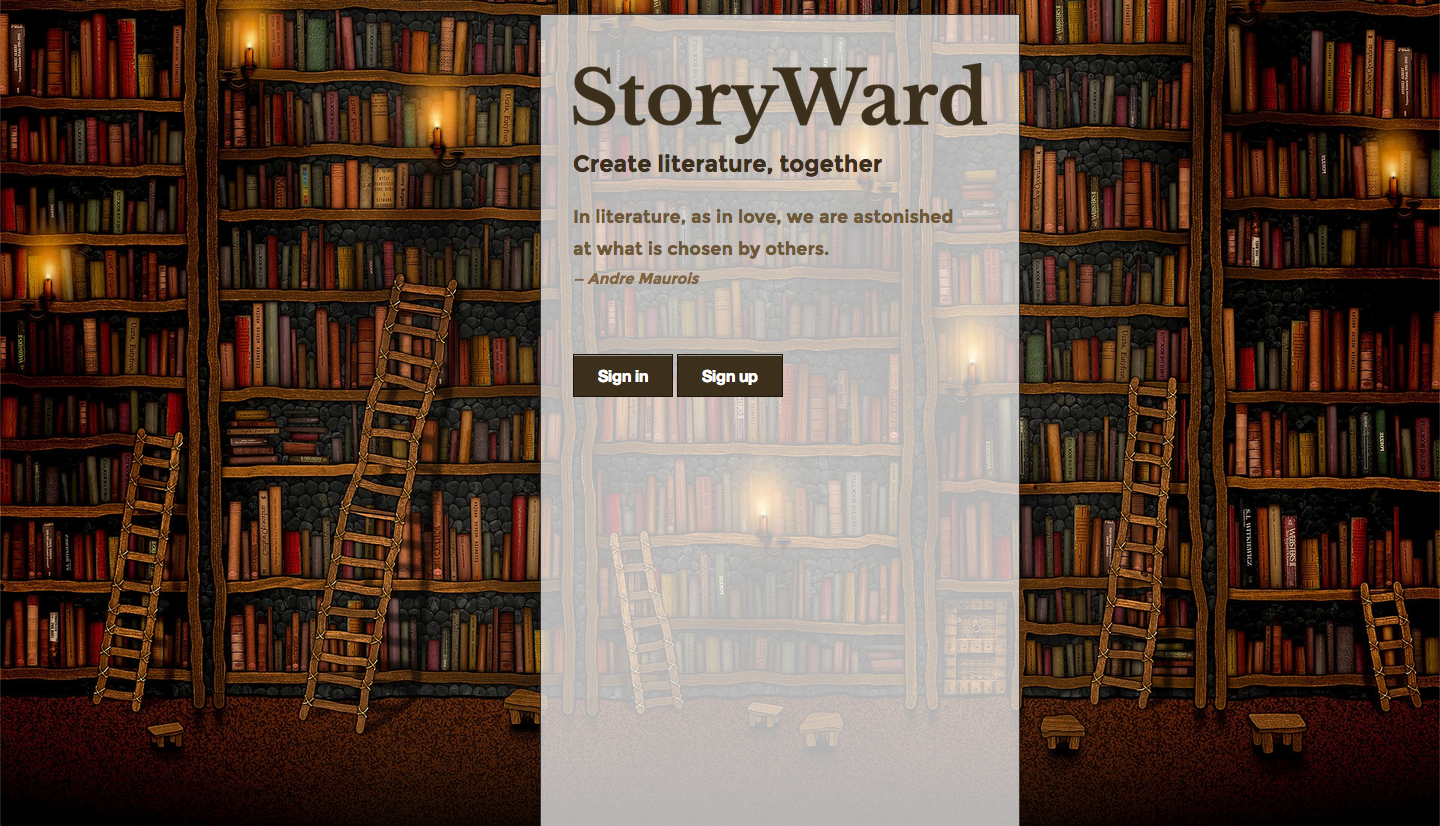 StoryWard
Create literature, together
In literature, as in love, we are astonished
at what is chosen by others.
– Andre Maurois
Sign in
Sign up